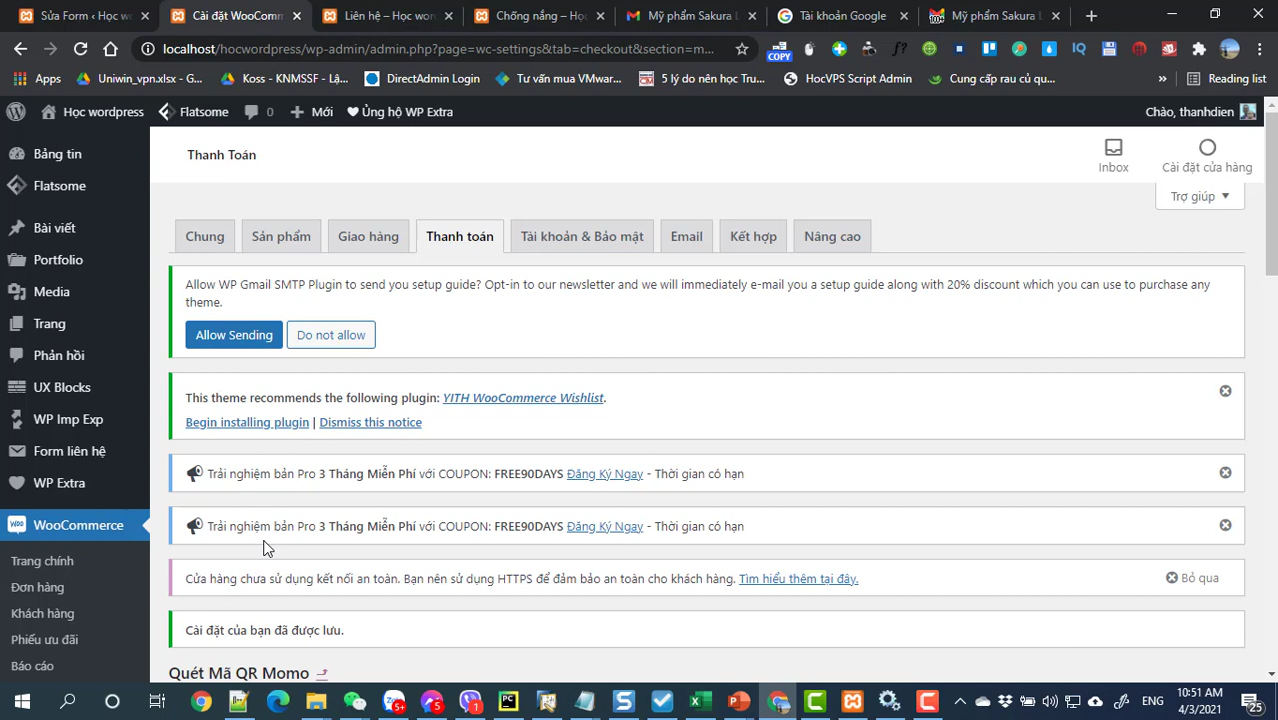 Sửa Form ‹ Học w
Cài đặt WooComm
Liên hệ – Học wor
Chống nắng – Ho
Mỹ phẩm Sakura L
Tài khoản Google
Mỹ phẩm Sakura L
localhost/hocwordpress/wp-admin/admin.php?page=wc-settings&tab=checkout&section=m...
COPY
Apps
Uniwin_vpn.xlsx - G...
Koss - KNMSSF - Lậ...
DirectAdmin Login
Tư vấn mua VMwar...
5 lý do nên học Tru...
HocVPS Script Admin
Cung cấp rau củ qu...
»
Reading list
Học wordpress
Flatsome
0
Mới
Ủng hộ WP Extra
Chào, thanhdien
Bảng tin
Flatsome
Bài viết
Portfolio
Media
Trang
Phản hồi
UX Blocks
WP Imp Exp
Form liên hệ
WP Extra
WooCommerce
Trang chính
Đơn hàng
Khách hàng
Phiếu ưu đãi
Báo cáo
Thanh Toán
Inbox
Cài đặt cửa hàng
Trợ giúp
Chung
Sản phẩm
Giao hàng
Thanh toán
Tài khoản & Bảo mật
Email
Kết hợp
Nâng cao
Allow WP Gmail SMTP Plugin to send you setup guide? Opt-in to our newsletter and we will immediately e-mail you a setup guide along with 20% discount which you can use to purchase any
theme.
Allow Sending
Do not allow
This theme recommends the following plugin: YITH WooCommerce Wishlist.
Begin installing plugin | Dismiss this notice
Trải nghiệm bản Pro 3 Tháng Miễn Phí với COUPON: FREE90DAYS Đăng Ký Ngay - Thời gian có hạn
Trải nghiệm bản Pro 3 Tháng Miễn Phí với COUPON: FREE90DAYS Đăng Ký Ngay - Thời gian có hạn
Cửa hàng chưa sử dụng kết nối an toàn. Bạn nên sử dụng HTTPS để đảm bảo an toàn cho khách hàng. Tìm hiểu thêm tại đây.
Bỏ qua
Cài đặt của bạn đã được lưu.
Quét Mã QR Momo
ENG
10:51 AM
4/3/2021
25